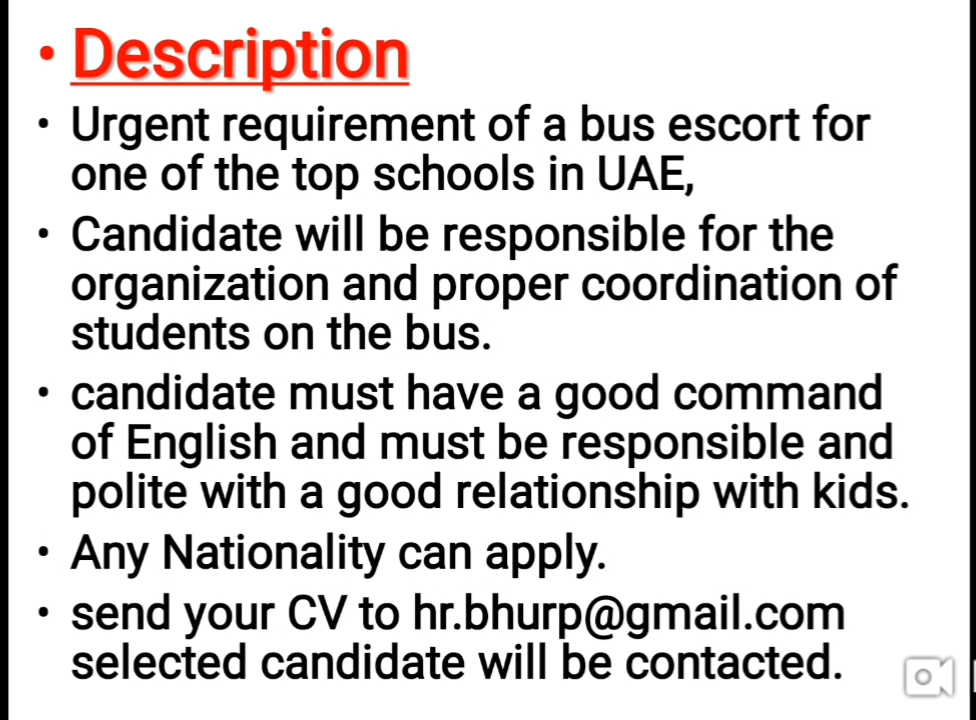 • Description
• Urgent requirement of a bus escort for
one of the top schools in UAE,
• Candidate will be responsible for the
organization and proper coordination of
students on the bus.
• candidate must have a good command
of English and must be responsible and
polite with a good relationship with kids.
• Any Nationality can apply.
• send your CV to hr.bhurp@gmail.com
selected candidate will be contacted.